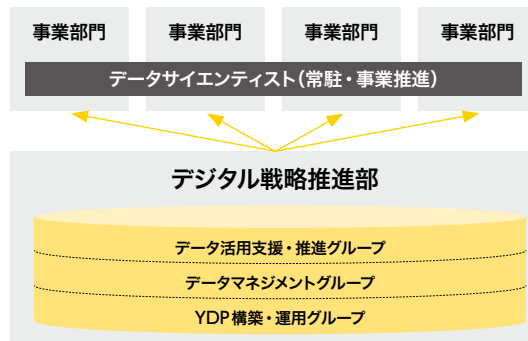 事業部門 事業部門 事業部門 事業部門
データサイエンティスト(常駐・事業推進)
デジタル戦略推進部
データ活用支援・推進グループ
データマネジメントグループ
YDP構築・運用グループ